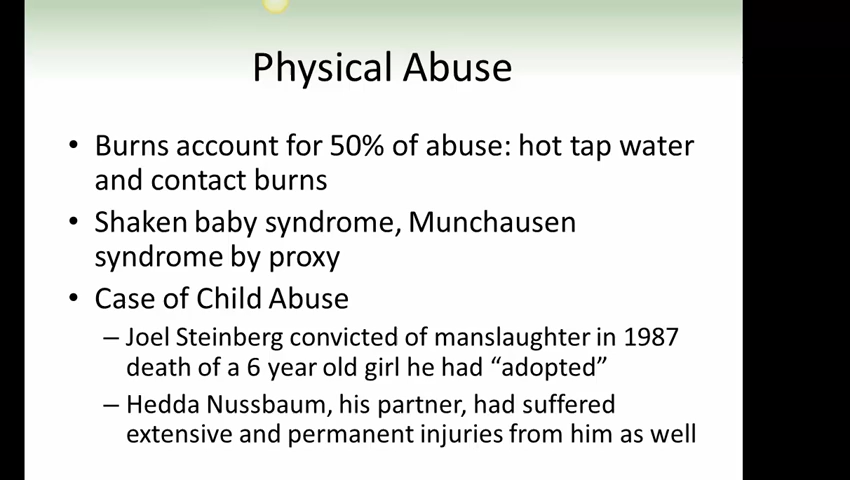 Physical Abuse
• Burns account for 50% of abuse: hot tap water
and contact burns
• Shaken baby syndrome, Munchausen
syndrome by proxy
• Case of Child Abuse
– Joel Steinberg convicted of manslaughter in 1987
death of a 6 year old girl he had “adopted”
– Hedda Nussbaum, his partner, had suffered
extensive and permanent injuries from him as well